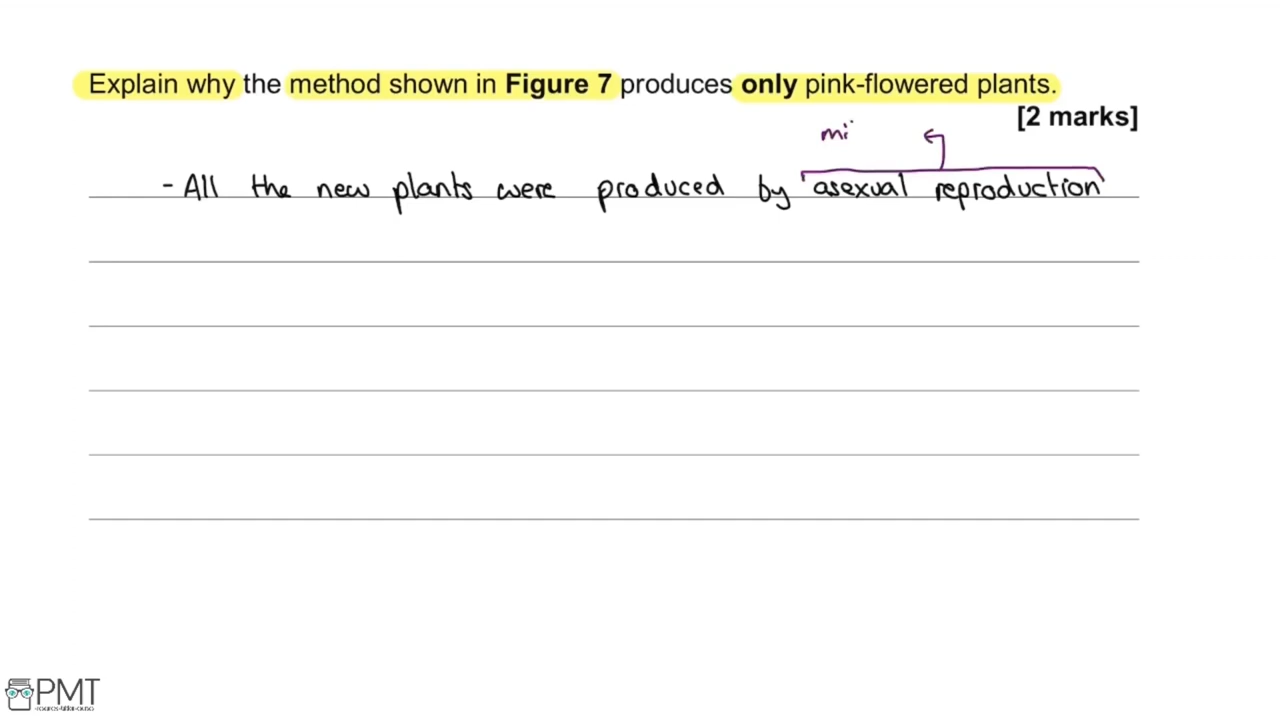 Explain why the method shown in Figure 7 produces only pink-flowered plants.
[2 marks]
mi
- All the new plants were produced by asexual reproduction
PMT